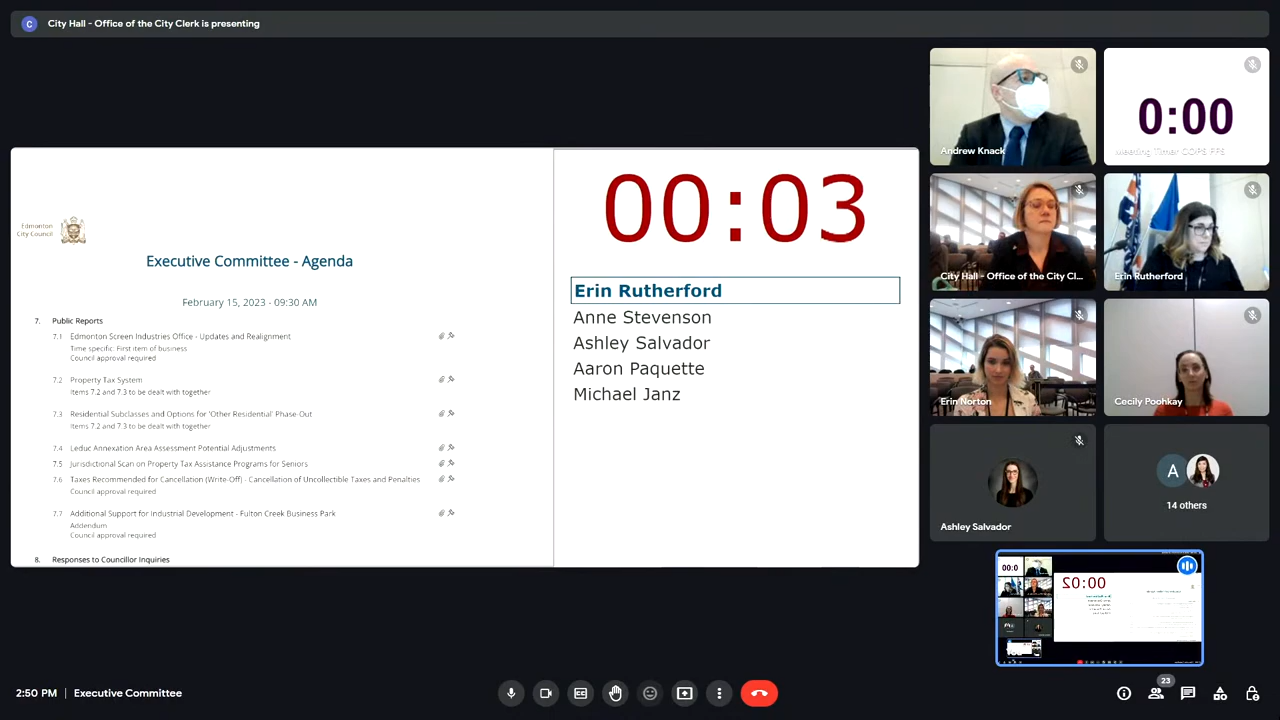 C City Hall - Office of the City Clerk is presenting
Edmonton
City Council
Executive Committee - Agenda
February 15, 2023 - 09:30 AM
7. Public Reports
7.1 Edmonton Screen Industries Office - Updates and Realignment
Time specific: First item of business
Council approval required
7.2 Property Tax System
Items 7.2 and 7.3 to be dealt with together
7.3 Residential Subclasses and Options for 'Other Residential' Phase-Out
Items 7.2 and 7.3 to be dealt with together
7.4 Leduc Annexation Area Assessment Potential Adjustments
7.5 Jurisdictional Scan on Property Tax Assistance Programs for Seniors
7.6 Taxes Recommended for Cancellation (Write-Off) - Cancellation of Uncollectible Taxes and Penalties
Council approval required
7.7 Additional Support for Industrial Development - Fulton Creek Business Park
Addendum
Council approval required
8. Responses to Councillor Inquiries
00:03
Erin Rutherford
Anne Stevenson
Ashley Salvador
Aaron Paquette
Michael Janz
Andrew Knack
0:00
Meeting Timer COPS FPS
City Hall - Office of the City Cl...
Erin Rutherford
Erin Norton
Cecily Poohkay
Ashley Salvador
A
14 others
00:0
00:02
2:50 PM | Executive Committee
23